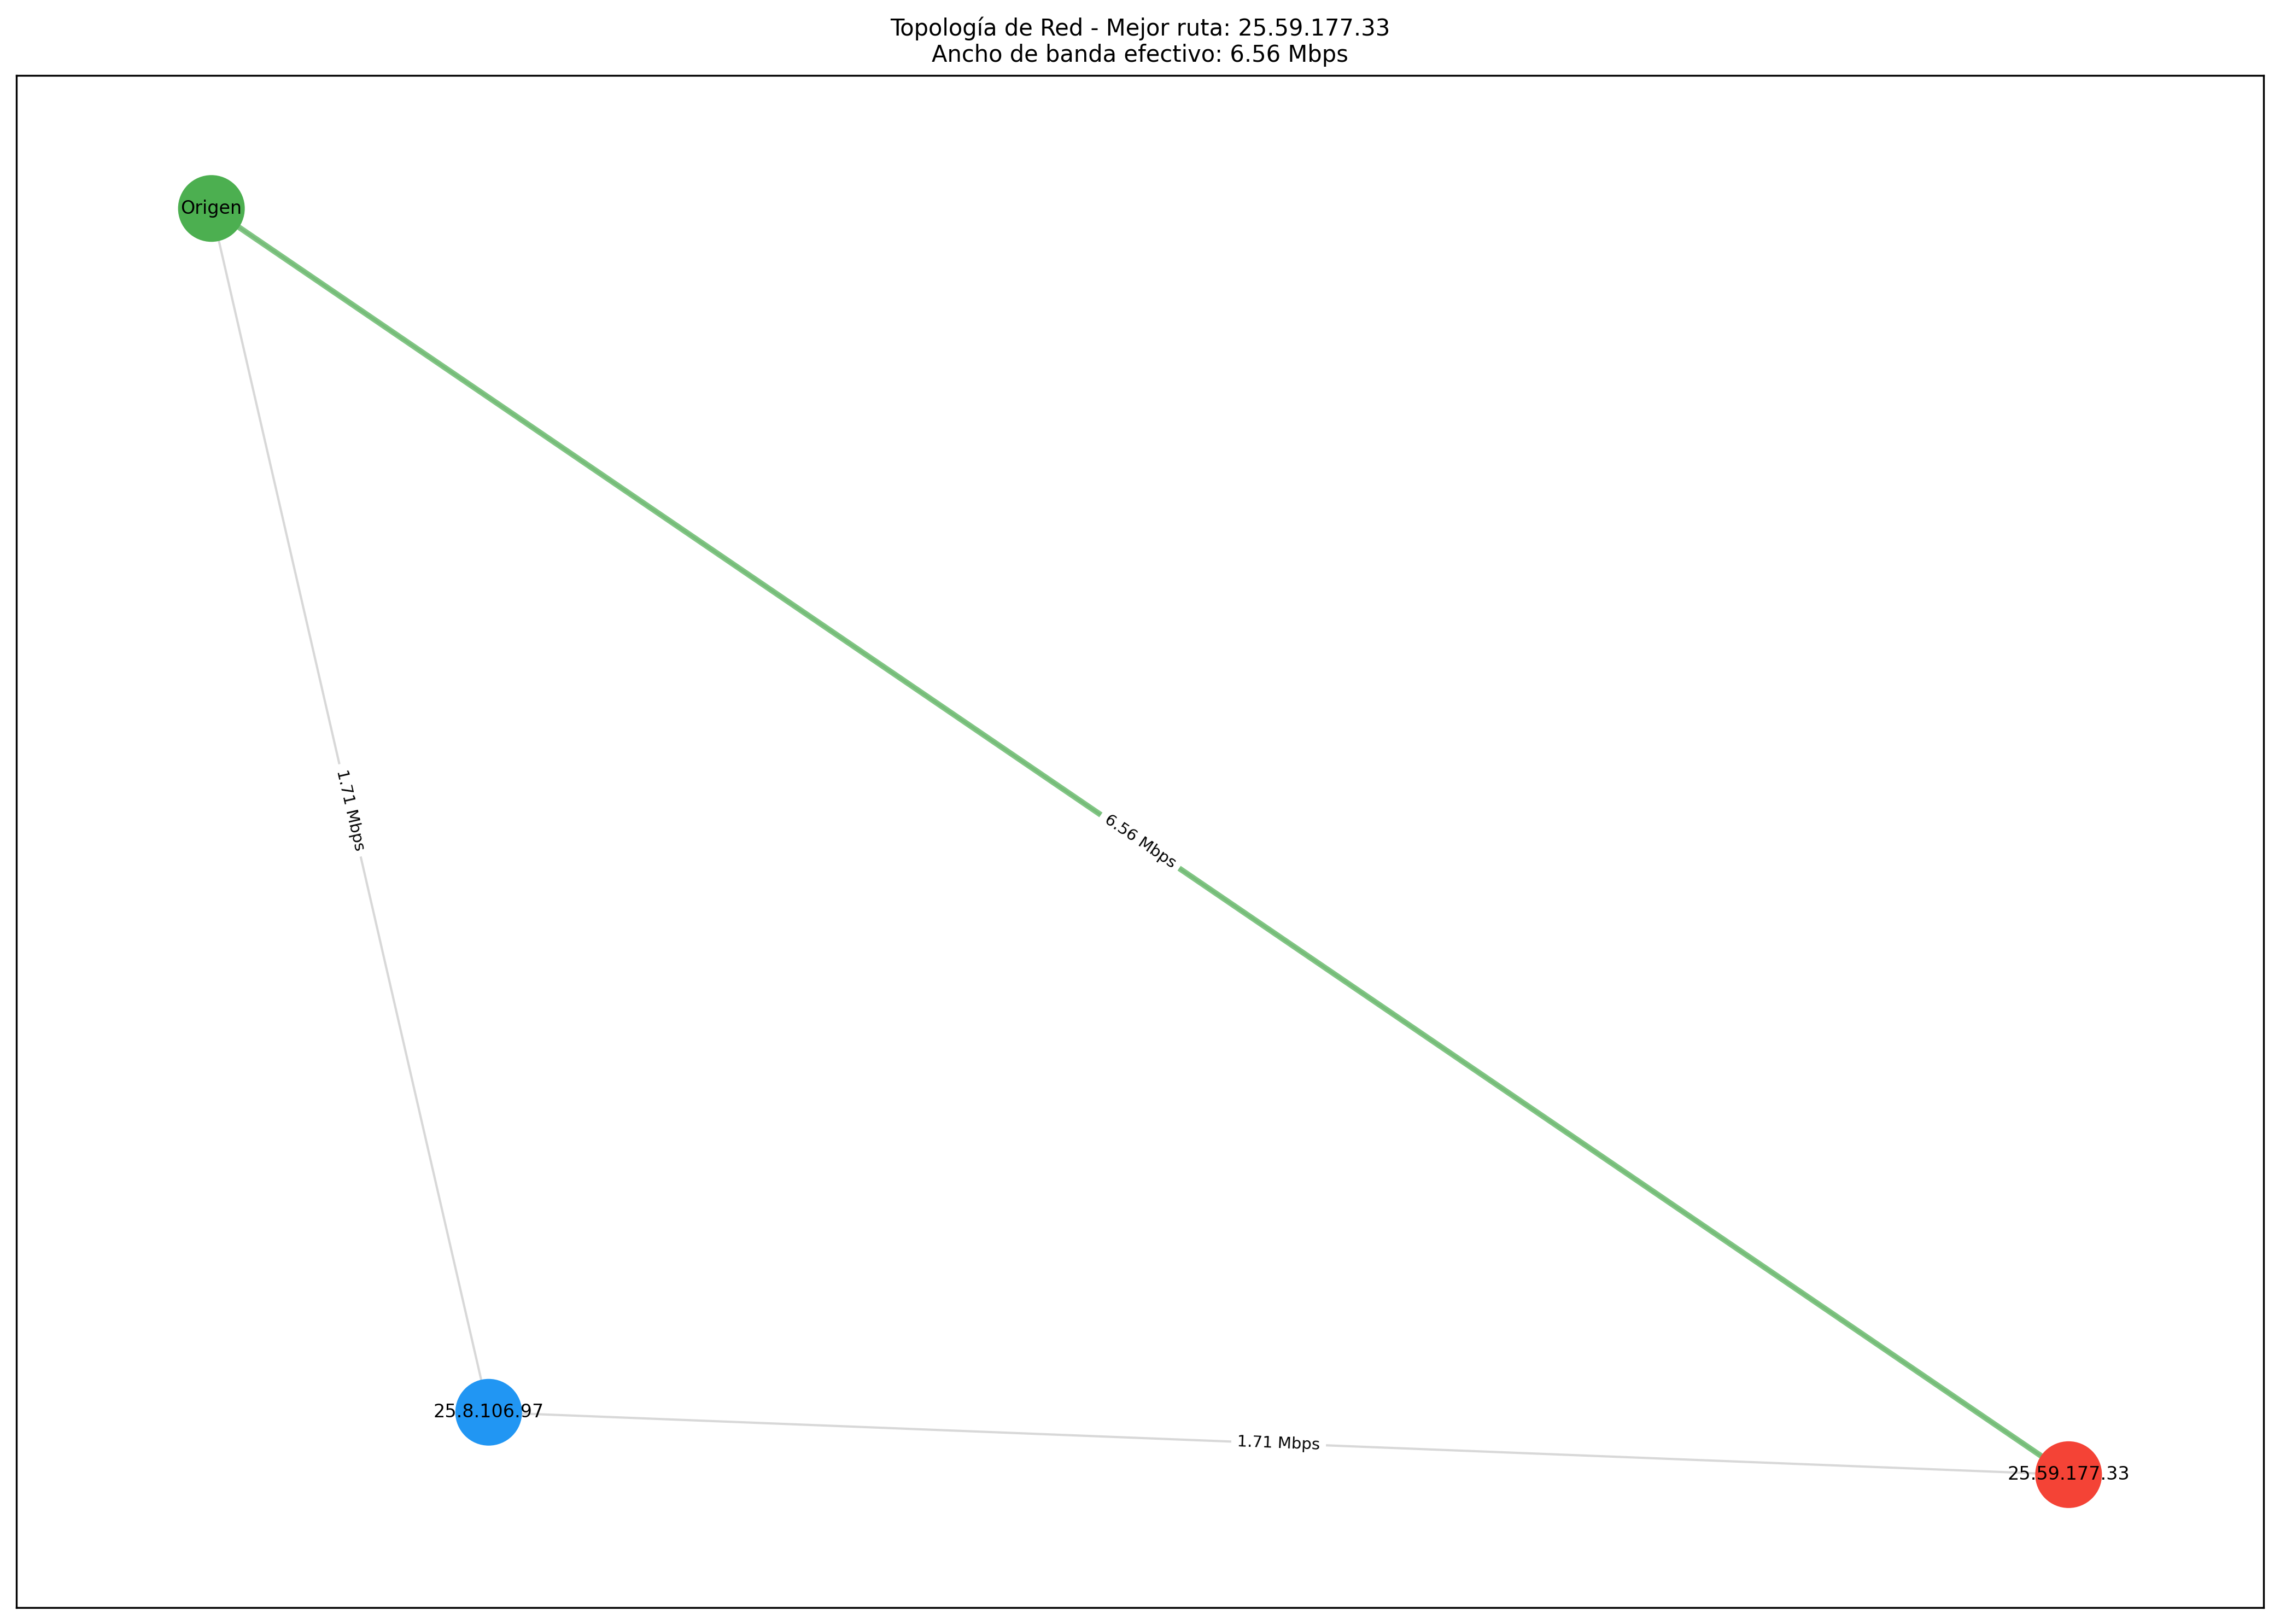 Topología de Red - Mejor ruta: 25.59.177.33
Ancho de banda efectivo: 6.56 Mbps
Origen
1.71 Mbps
6.56 Mbps
25.8.106.97
1.71 Mbps
25.59.177.33